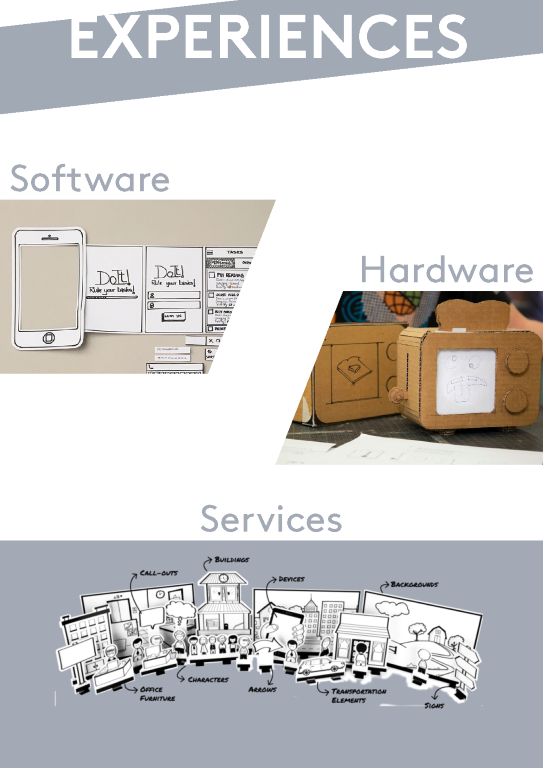 EXPERIENCES
Software
DoIt!
Rule your tasks!
DoIt!
Rule your tasks!
TASKS
Hardware
Services
BUILDINGS
CALL-OUTS
DEVICES
BACKGROUNDS
CHARACTERS
OFFICE
FURNITURE
ARROWS
TRANSPORTATION
ELEMENTS
SIGNS